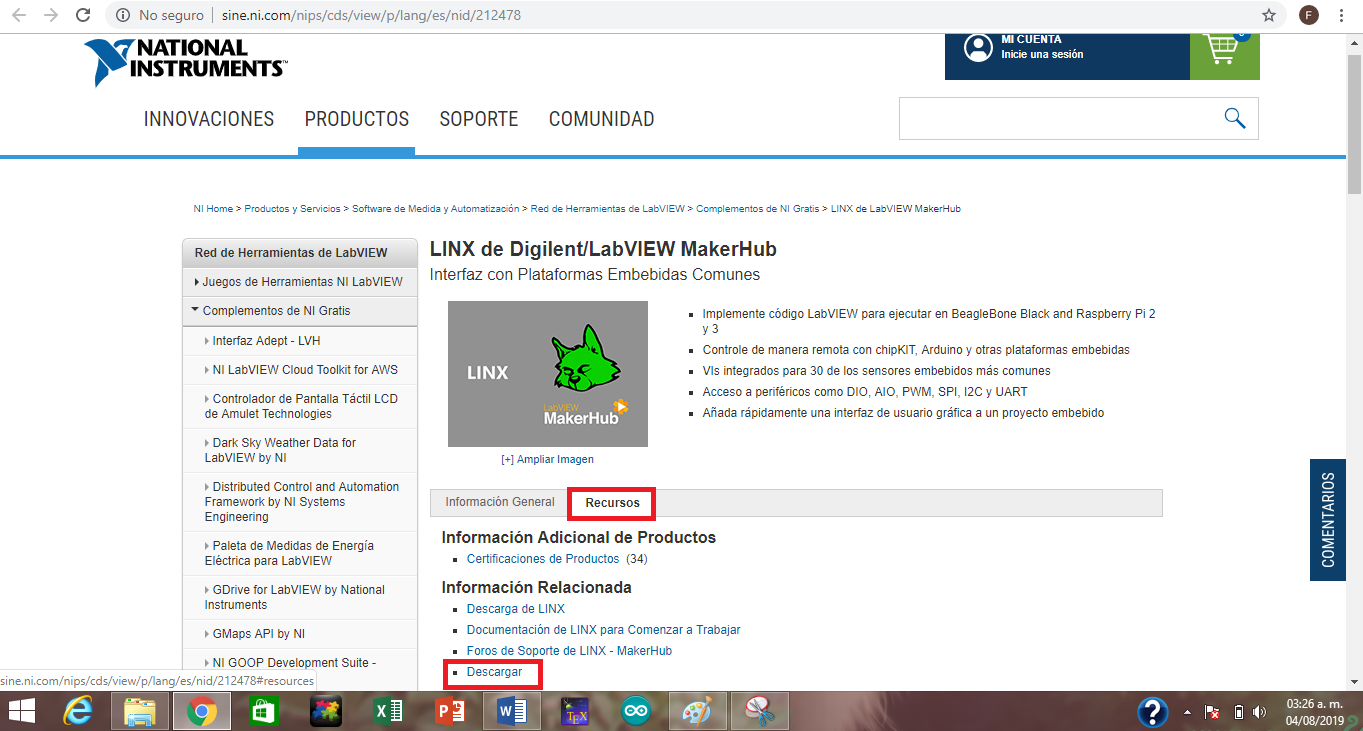 No seguro
sine.ni.com/nips/cds/view/p/lang/es/nid/212478
F
NATIONAL
INSTRUMENTS™
MI CUENTA
Inicie una sesión
INNOVACIONES
PRODUCTOS
SOPORTE
COMUNIDAD
NI Home > Productos y Servicios > Software de Medida y Automatización > Red de Herramientas de LabVIEW > Complementos de NI Gratis > LINX de LabVIEW MakerHub
Red de Herramientas de LabVIEW
Juegos de Herramientas NI LabVIEW
Complementos de NI Gratis
Interfaz Adept - LVH
NI LabVIEW Cloud Toolkit for AWS
Controlador de Pantalla Táctil LCD
de Amulet Technologies
Dark Sky Weather Data for
LabVIEW by NI
Distributed Control and Automation
Framework by NI Systems
Engineering
Paleta de Medidas de Energía
Eléctrica para LabVIEW
GDrive for LabVIEW by National
Instruments
GMaps API by NI
NI GOOP Development Suite -
LINX de Digilent/LabVIEW MakerHub
Interfaz con Plataformas Embebidas Comunes
LINX
LabVIEW
MakerHub
[+] Ampliar Imagen
Implemente código LabVIEW para ejecutar en BeagleBone Black and Raspberry Pi 2
y 3
Controle de manera remota con chipKIT, Arduino y otras plataformas embebidas
VIs integrados para 30 de los sensores embebidos más comunes
Acceso a periféricos como DIO, AIO, PWM, SPI, I2C y UART
Añada rápidamente una interfaz de usuario gráfica a un proyecto embebido
Información General
Recursos
Información Adicional de Productos
Certificaciones de Productos (34)
Información Relacionada
Descarga de LINX
Documentación de LINX para Comenzar a Trabajar
Foros de Soporte de LINX - MakerHub
Descargar
COMENTARIOS
sine.ni.com/nips/cds/view/p/lang/es/nid/212478#resources
TEX
03:26 a. m.
04/08/2019